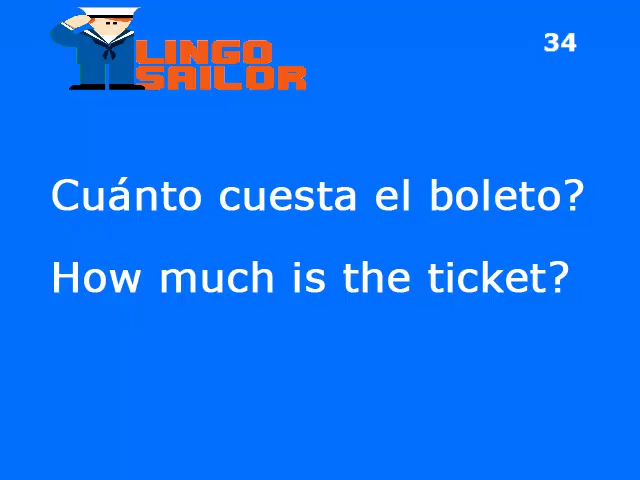 LINGO
SAILOR
34
Cuánto cuesta el boleto?
How much is the ticket?